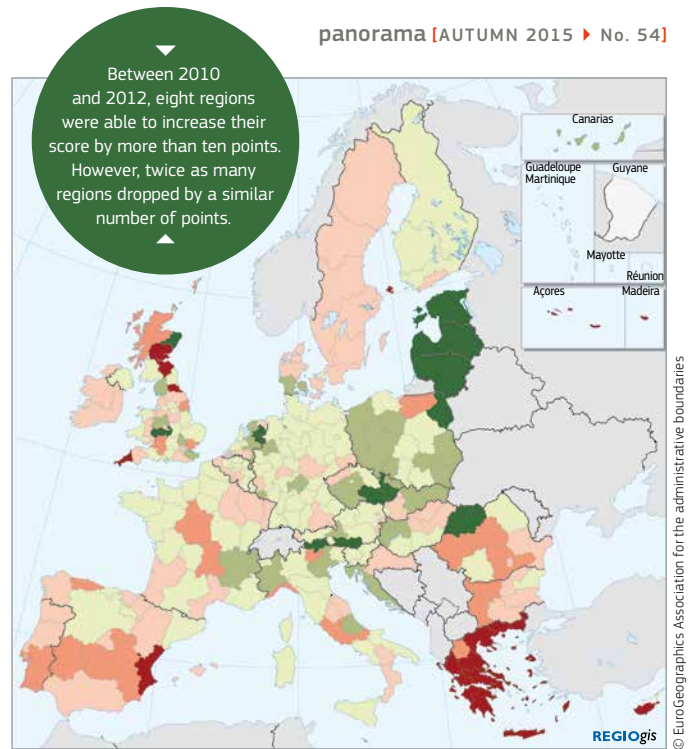 panorama [AUTUMN 2015 ▶ No. 54]
Between 2010
and 2012, eight regions
were able to increase their
score by more than ten points.
However, twice as many
regions dropped by a similar
number of points.
Canarias
Guadeloupe
Martinique
Guyane
Mayotte
Réunion
Açores
Madeira
REGIOgis
© EuroGeographics Association for the administrative boundaries